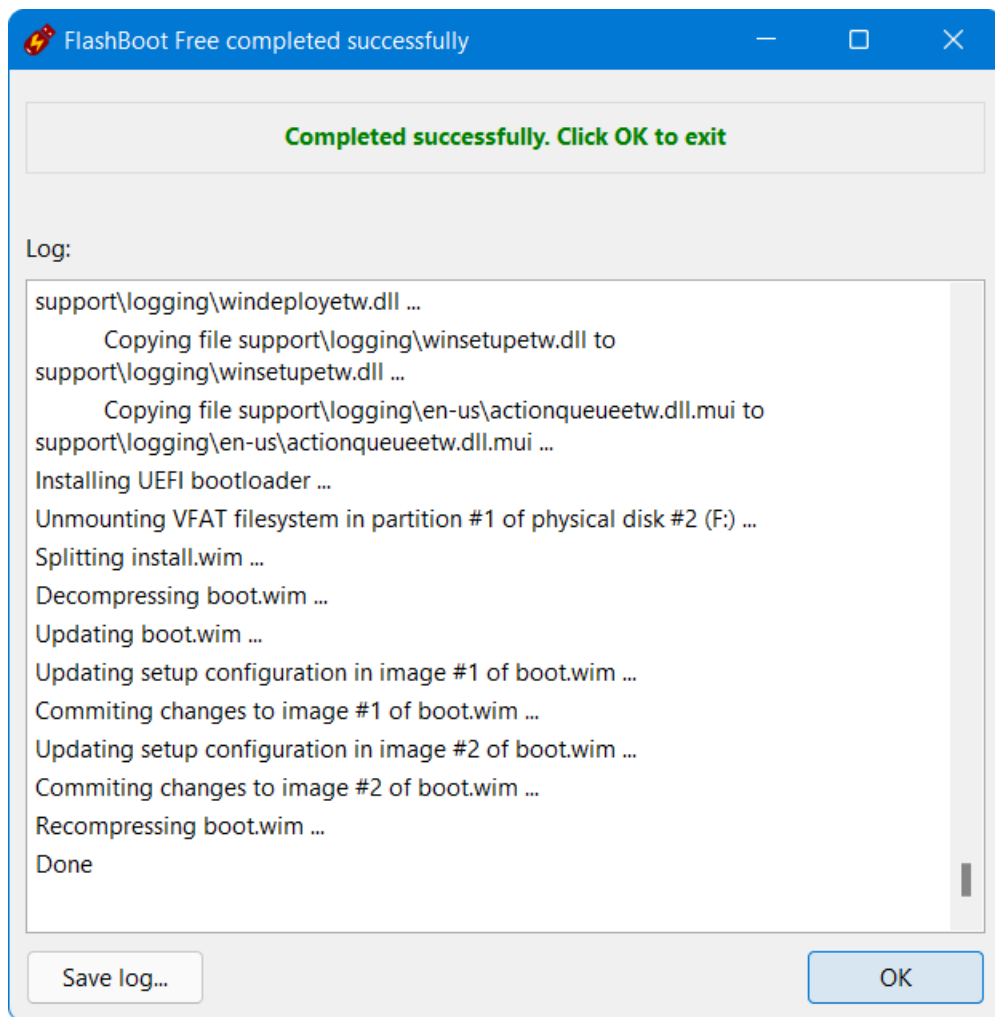 FlashBoot Free completed successfully
Completed successfully. Click OK to exit
Log:
support\logging\windeployetw.dll ...
Copying file support\logging\winsetupetw.dll to
support\logging\winsetupetw.dll ...
Copying file support\logging\en-us\actionqueueetw.dll.mui to
support\logging\en-us\actionqueueetw.dll.mui ...
Installing UEFI bootloader ...
Unmounting VFAT filesystem in partition #1 of physical disk #2 (F:) ...
Splitting install.wim ...
Decompressing boot.wim ...
Updating boot.wim ...
Updating setup configuration in image #1 of boot.wim ...
Commiting changes to image #1 of boot.wim ...
Updating setup configuration in image #2 of boot.wim ...
Commiting changes to image #2 of boot.wim ...
Recompressing boot.wim ...
Done
Save log...
OK